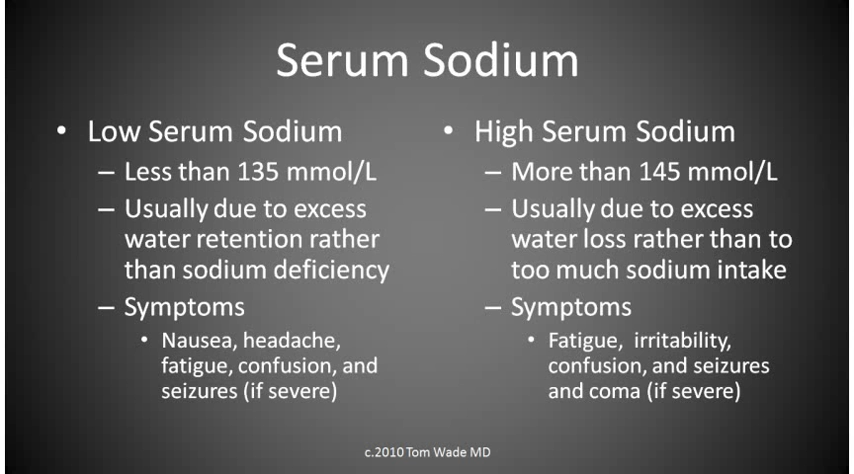 Serum Sodium
• Low Serum Sodium
– Less than 135 mmol/L
– Usually due to excess
water retention rather
than sodium deficiency
– Symptoms
• Nausea, headache,
fatigue, confusion, and
seizures (if severe)
• High Serum Sodium
– More than 145 mmol/L
– Usually due to excess
water loss rather than to
too much sodium intake
– Symptoms
• Fatigue, irritability,
confusion, and seizures
and coma (if severe)
c.2010 Tom Wade MD